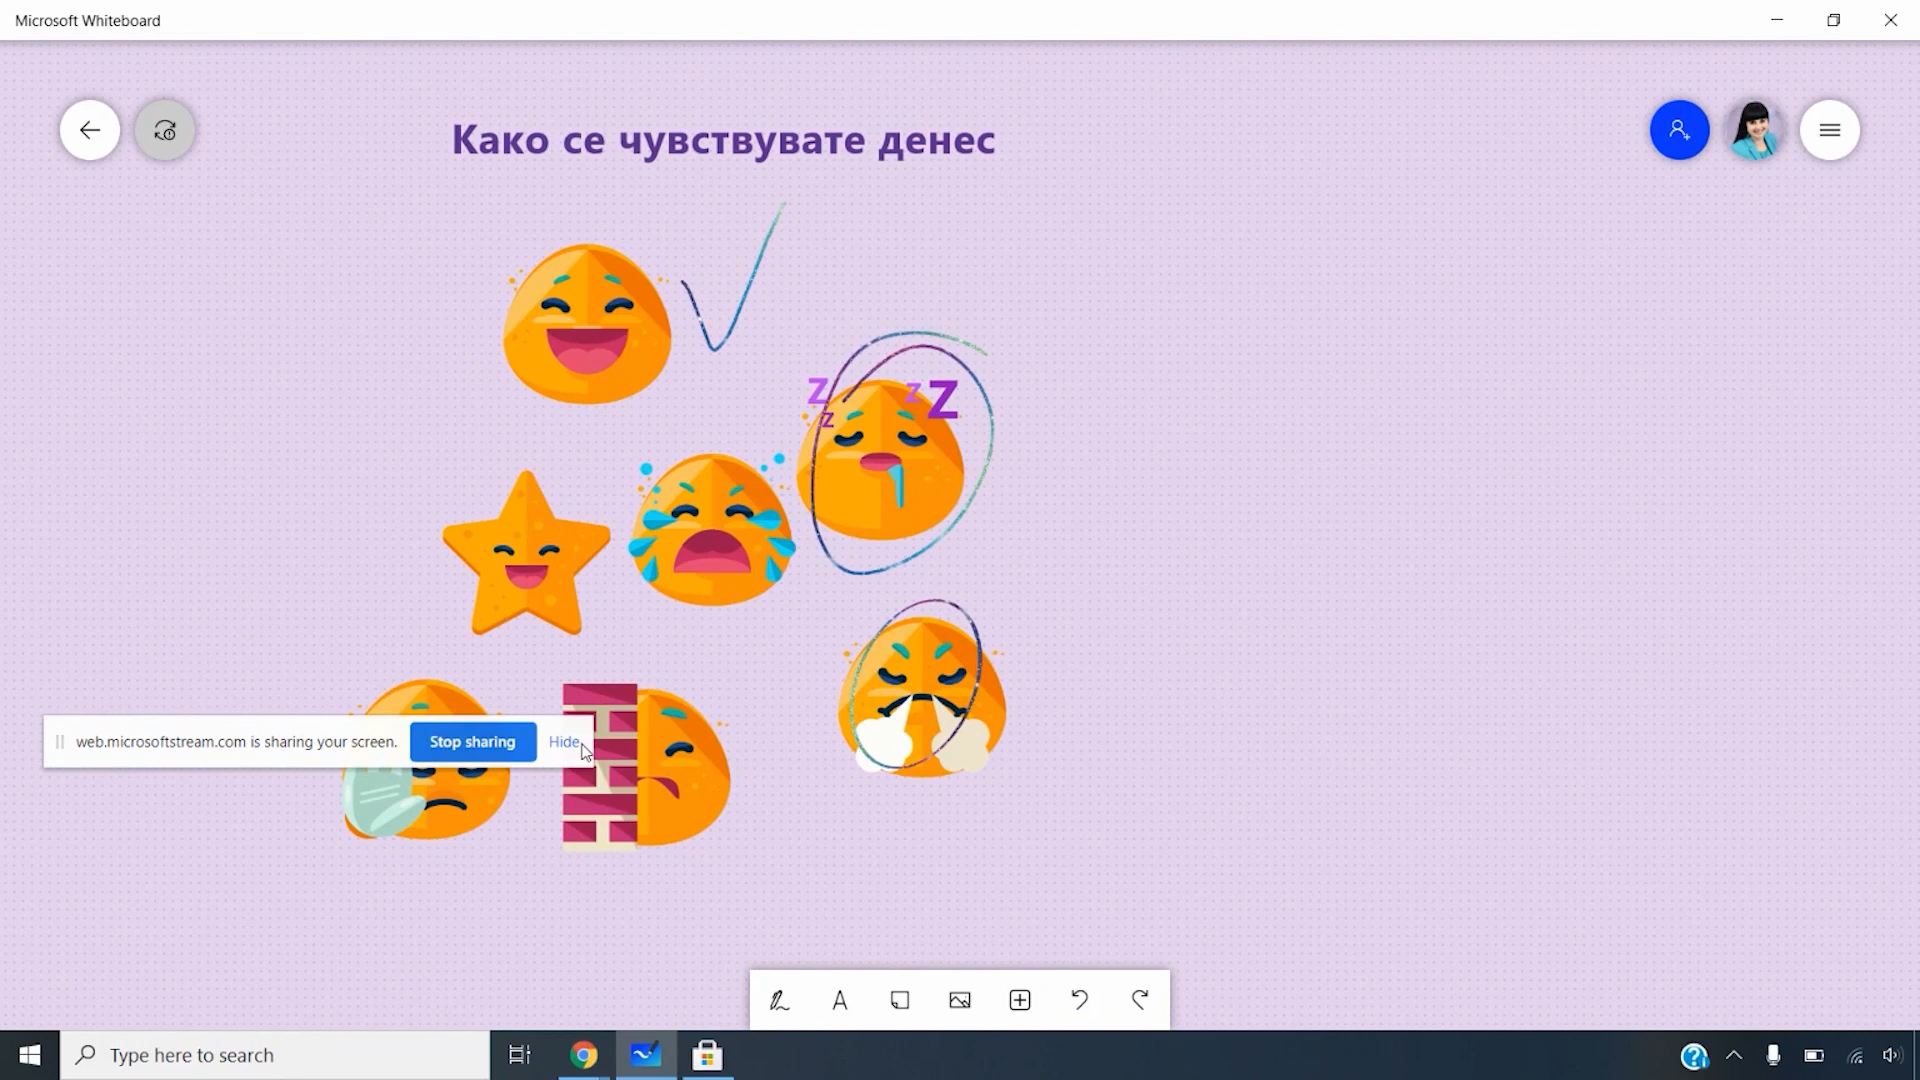 Microsoft Whiteboard
Како се чувствувате денес
Z
z
z
Z
web.microsoftstream.com is sharing your screen.
Stop sharing
Hide
Type here to search